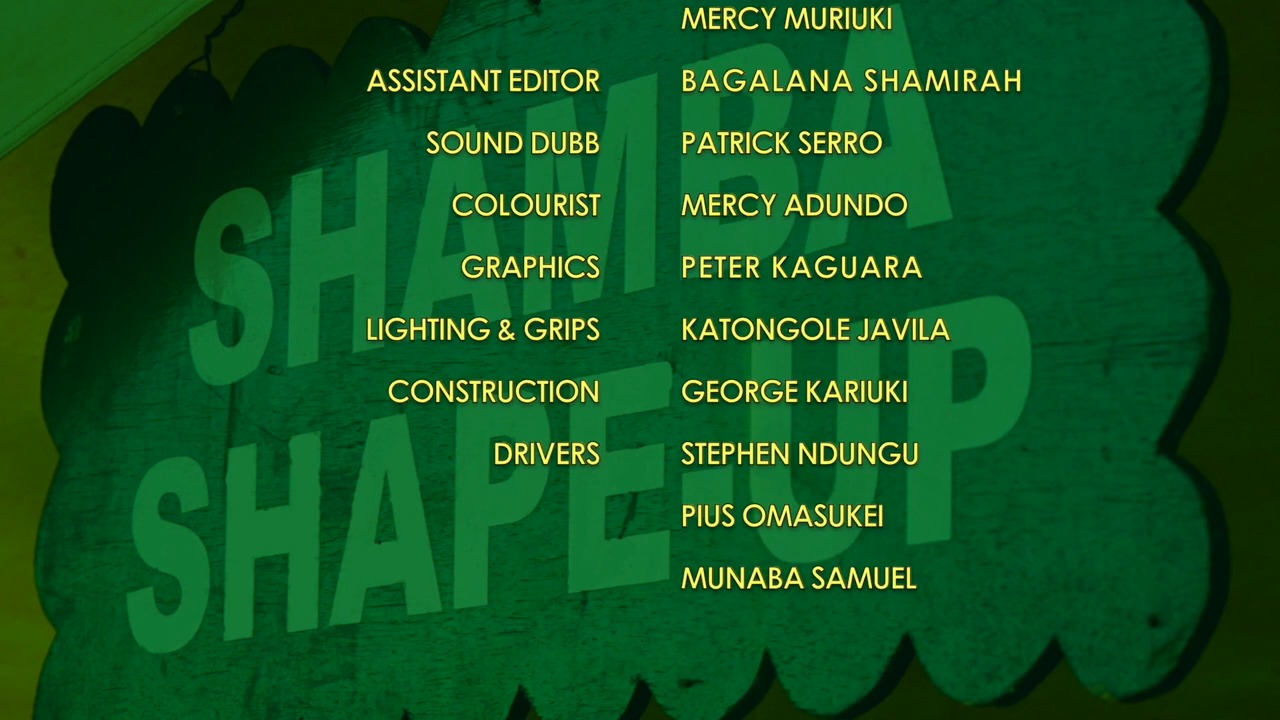 MERCY MURIUKI
ASSISTANT EDITOR BAGALANA SHAMIRAH
SOUND DUBB PATRICK SERRO
COLOURIST MERCY ADUNDO
GRAPHICS PETER KAGUARA
LIGHTING & GRIPS KATONGOLE JAVILA
CONSTRUCTION GEORGE KARIUKI
DRIVERS STEPHEN NDUNGU
PIUS OMASUKEI
MUNABA SAMUEL
SHAMBA
SHAPE-UP